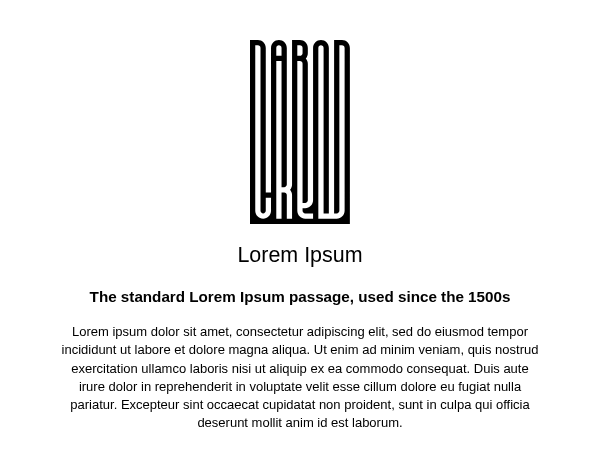 DAROD
CREW
Lorem Ipsum
The standard Lorem Ipsum passage, used since the 1500s
Lorem ipsum dolor sit amet, consectetur adipiscing elit, sed do eiusmod tempor
incididunt ut labore et dolore magna aliqua. Ut enim ad minim veniam, quis nostrud
exercitation ullamco laboris nisi ut aliquip ex ea commodo consequat. Duis aute
irure dolor in reprehenderit in voluptate velit esse cillum dolore eu fugiat nulla
pariatur. Excepteur sint occaecat cupidatat non proident, sunt in culpa qui officia
deserunt mollit anim id est laborum.